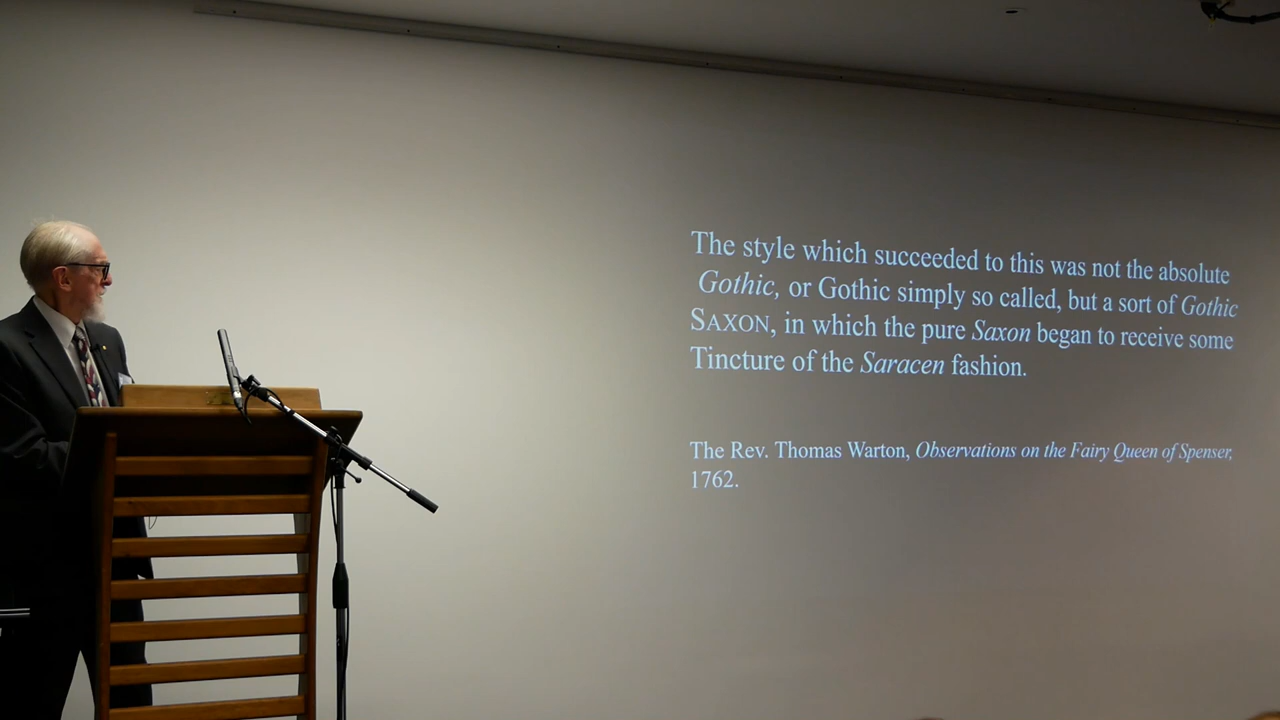 The style which succeeded to this was not the absolute
Gothic, or Gothic simply so called, but a sort of Gothic
SAXON, in which the pure Saxon began to receive some
Tincture of the Saracen fashion.
The Rev. Thomas Warton, Observations on the Fairy Queen of Spenser,
1762.